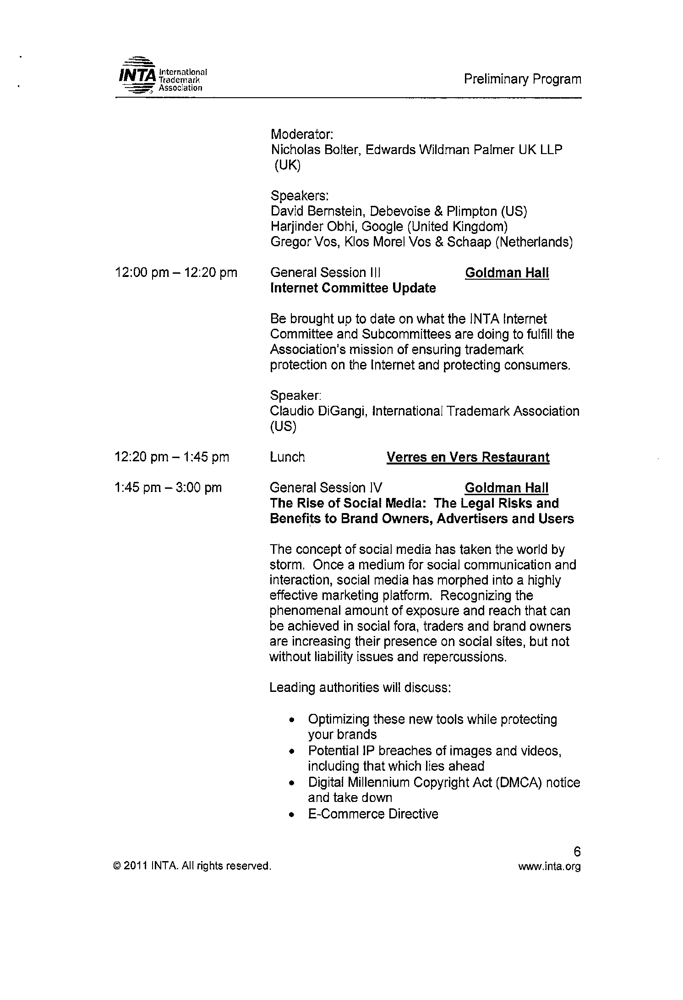 INTA International
Trademark
Association
Preliminary Program
Moderator:
Nicholas Bolter, Edwards Wildman Palmer UK LLP
(UK)
Speakers:
David Bernstein, Debevoise & Plimpton (US)
Harjinder Obhi, Google (United Kingdom)
Gregor Vos, Klos Morel Vos & Schaap (Netherlands)
12:00 pm – 12:20 pm General Session III Goldman Hall
Internet Committee Update
Be brought up to date on what the INTA Internet
Committee and Subcommittees are doing to fulfill the
Association's mission of ensuring trademark
protection on the Internet and protecting consumers.
Speaker:
Claudio DiGangi, International Trademark Association
(US)
12:20 pm – 1:45 pm Lunch Verres en Vers Restaurant
1:45 pm – 3:00 pm General Session IV Goldman Hall
The Rise of Social Media: The Legal Risks and
Benefits to Brand Owners, Advertisers and Users
The concept of social media has taken the world by
storm. Once a medium for social communication and
interaction, social media has morphed into a highly
effective marketing platform. Recognizing the
phenomenal amount of exposure and reach that can
be achieved in social fora, traders and brand owners
are increasing their presence on social sites, but not
without liability issues and repercussions.
Leading authorities will discuss:
• Optimizing these new tools while protecting
your brands
• Potential IP breaches of images and videos,
including that which lies ahead
• Digital Millennium Copyright Act (DMCA) notice
and take down
• E-Commerce Directive
6
© 2011 INTA. All rights reserved. www.inta.org